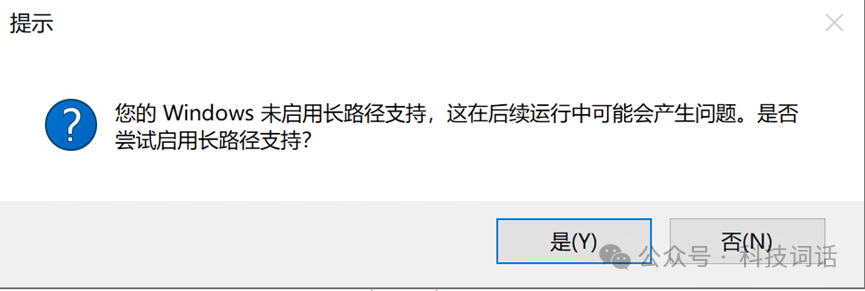 提示
您的 Windows 未启用长路径支持，这在后续运行中可能会产生问题。是否
尝试启用长路径支持？
是(Y)
否(N)
公众号 · 科技词话